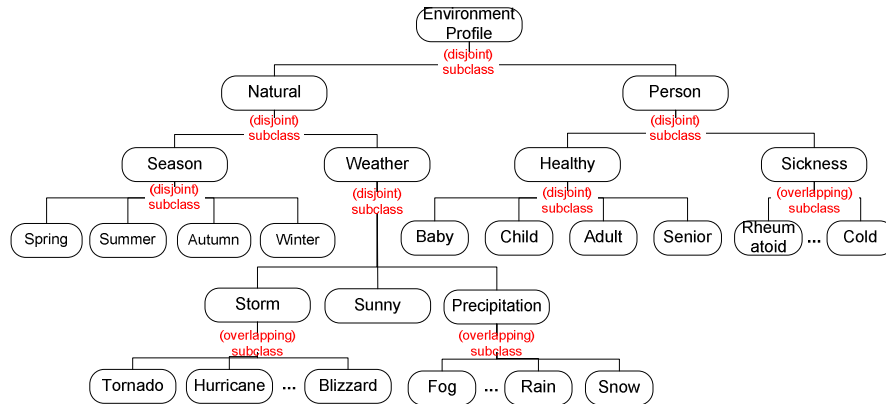 Environment
Profile
(disjoint)
subclass
Natural
Person
(disjoint)
subclass
(disjoint)
subclass
Season
Weather
Healthy
Sickness
(disjoint)
subclass
(disjoint)
subclass
(disjoint)
subclass
(overlapping)
subclass
Spring
Summer
Autumn
Winter
Baby
Child
Adult
Senior
Rheum
atoid
...
Cold
Storm
Sunny
Precipitation
(overlapping)
subclass
(overlapping)
subclass
Tornado
Hurricane
...
Blizzard
Fog
...
Rain
Snow